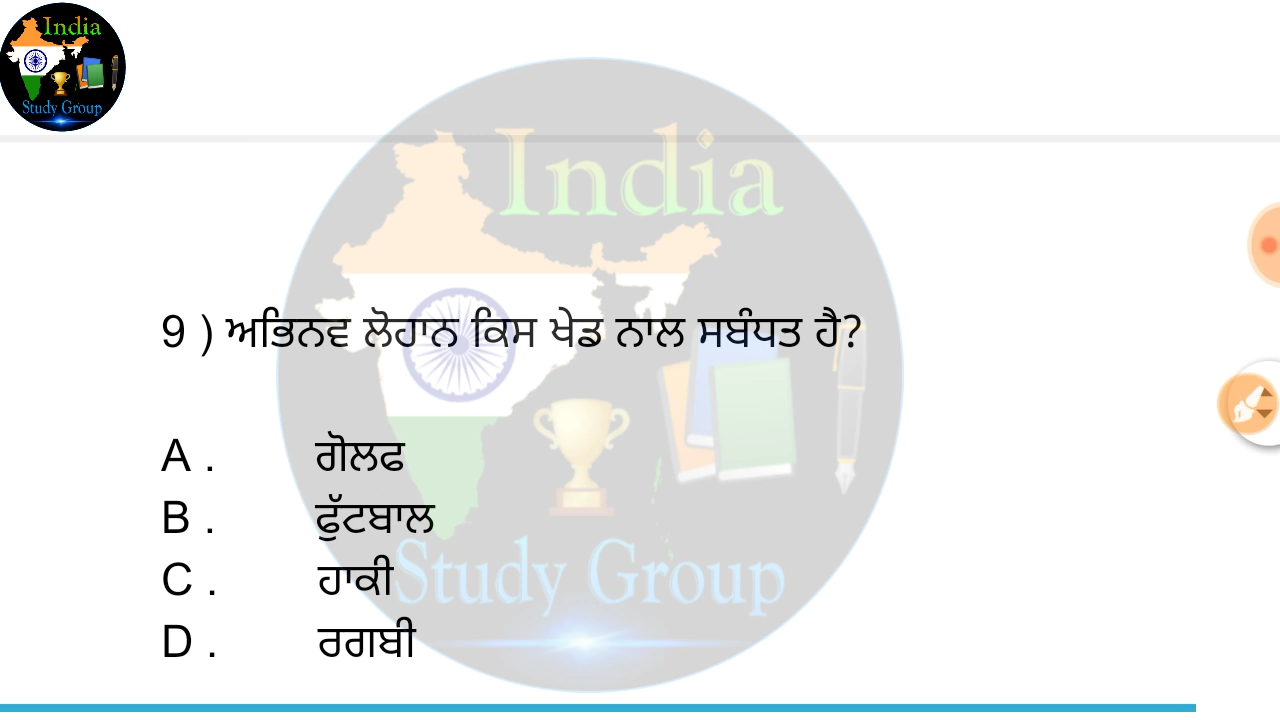 India
Study Group
India
9 ) ਅਭਿਨਵ ਲੋਹਾਨ ਕਿਸ ਖੇਡ ਨਾਲ ਸਬੰਧਤ ਹੈ?
A . ਗੋਲਫ
B . ਫੁੱਟਬਾਲ
C . ਹਾਕੀ
Study Group
D . ਰਗਬੀ